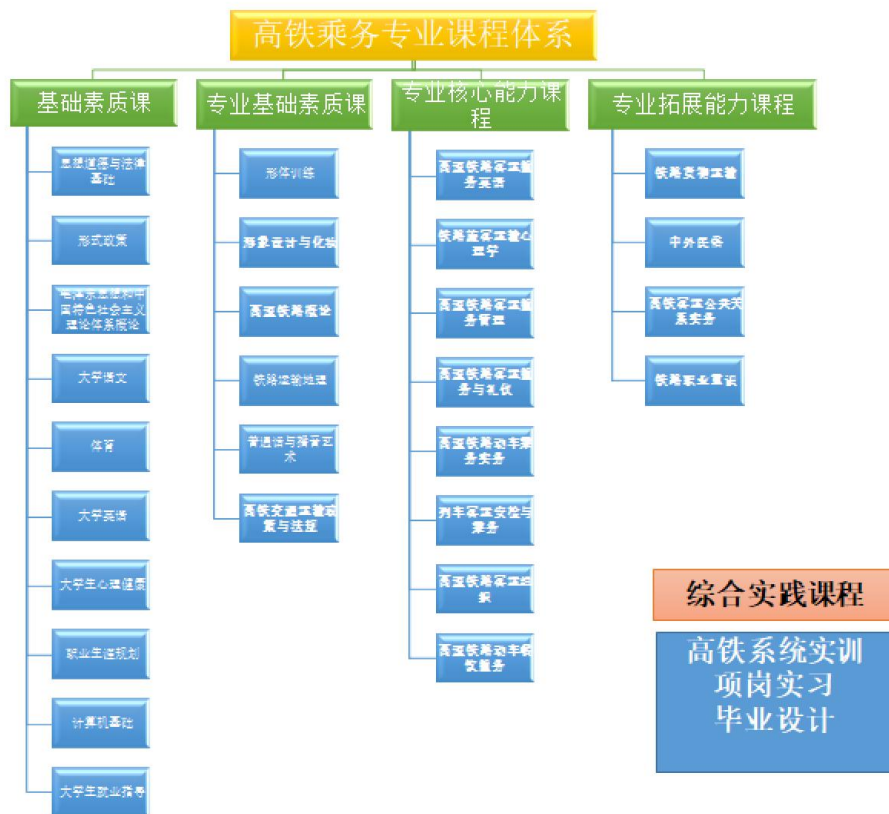 高铁乘务专业课程体系
基础素质课
专业基础素质课
专业核心能力课
程
专业拓展能力课程
思想道德与法律
基础
形式政策
毛泽东思想和中
国特色社会主义
理论体系概论
大学语文
体育
大学英语
大学生心理健康
职业生涯规划
计算机基础
大学生就业指导
形体训练
形象设计与化妆
高速铁路概论
铁路运输地理
普通话与播音艺
术
高铁交通运输政
策与法规
高速铁路客运服
务英语
铁路旅客运输心
理学
高速铁路客运服
务管理
高速铁路客运服
务与礼仪
高速铁路动车乘
务实务
列车客运安检与
乘务
高速铁路客运组
织
高速铁路动车餐
饮服务
铁路货物运输
中外民俗
高铁客运公共关
系实务
铁路职业意识
综合实践课程
高铁系统实训
项岗实习
毕业设计